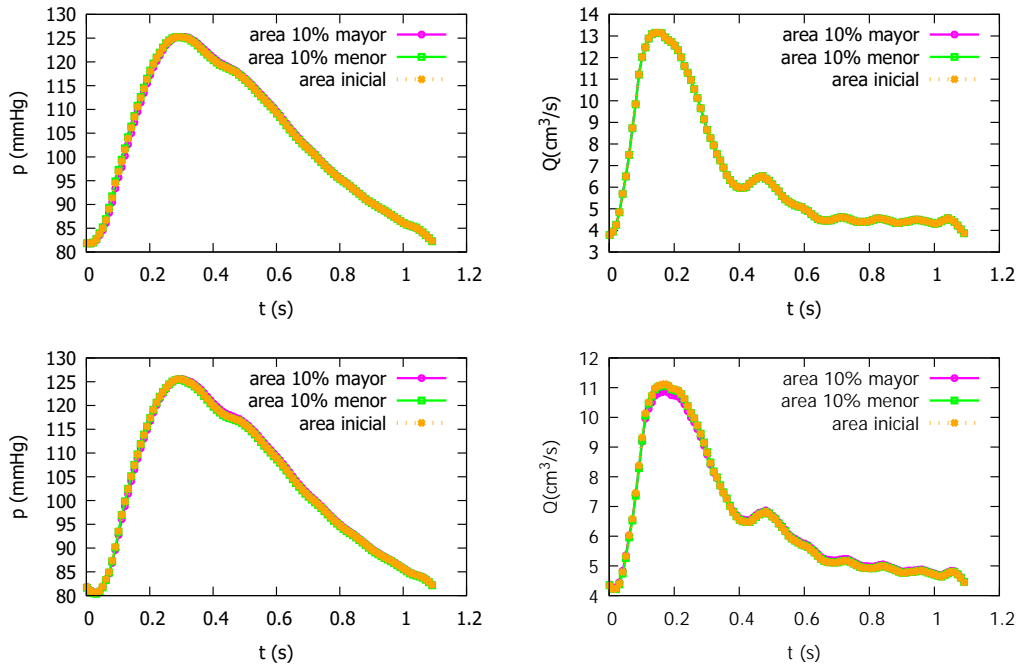 130
125
120
115
110
105
100
95
90
85
80
p (mmHg)
area 10% mayor
area 10% menor
area inicial
0 0.2 0.4 0.6 0.8 1 1.2
t (s)
14
13
12
11
10
9
8
7
6
5
4
3
Q(cm³/s)
area 10% mayor
area 10% menor
area inicial
0 0.2 0.4 0.6 0.8 1 1.2
t (s)
130
125
120
115
110
105
100
95
90
85
80
p (mmHg)
area 10% mayor
area 10% menor
area inicial
0 0.2 0.4 0.6 0.8 1 1.2
t (s)
12
11
10
9
8
7
6
5
4
Q(cm³/s)
area 10% mayor
area 10% menor
area inicial
0 0.2 0.4 0.6 0.8 1 1.2
t (s)